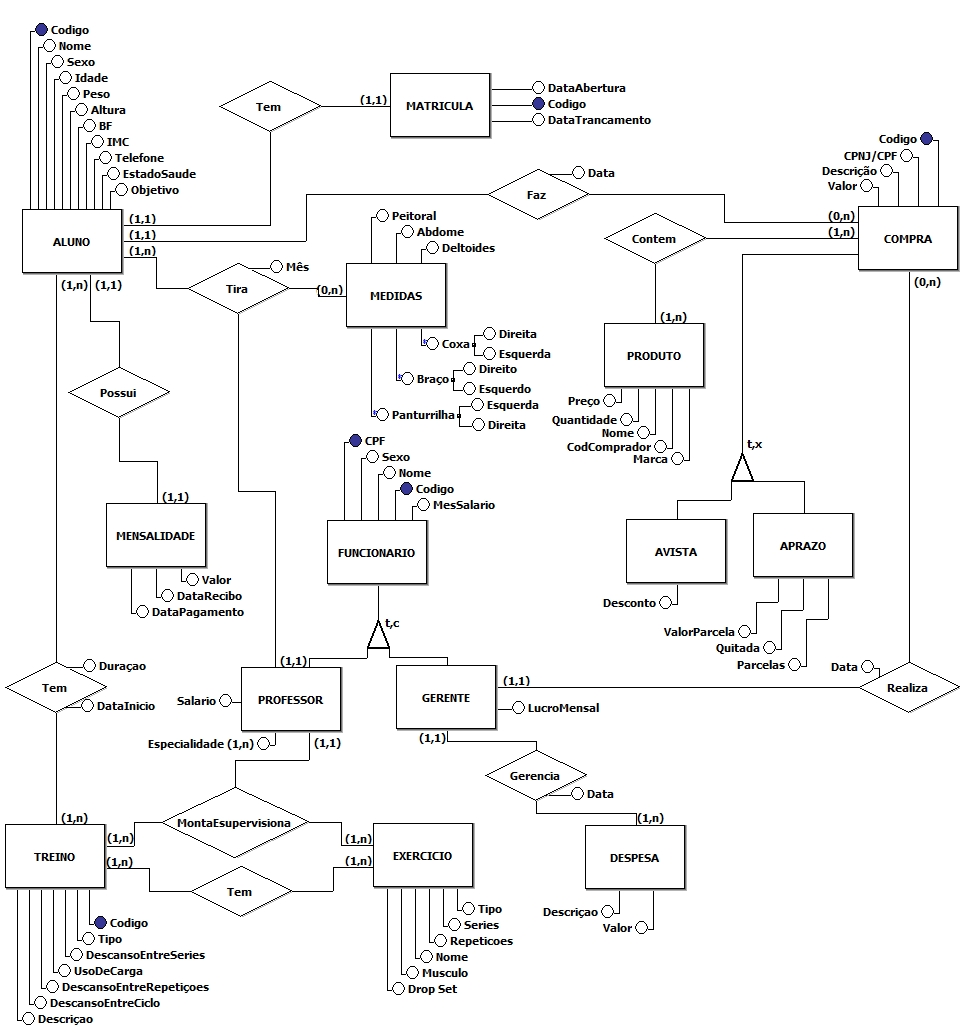 Codigo
Nome
Sexo
Idade
Peso
Altura
BF
IMC
Telefone
EstadoSaude
Objetivo
ALUNO
(1,1)
(1,1)
(1,n)
(1,n)
(1,1)
Tem
(1,1)
MATRICULA
DataAbertura
Codigo
DataTrancamento
Faz
Data
(0,n)
(1,n)
Codigo
CPNJ/CPF
Descrição
Valor
COMPRA
(0,n)
Contem
(1,n)
PRODUTO
Preço
Quantidade
Nome
CodComprador
Marca
Tira
Mês
(0,n)
Peitoral
Abdome
Deltoides
MEDIDAS
Coxa
Direita
Esquerda
Braço
Direito
Esquerdo
Panturrilha
Esquerda
Direita
Possui
(1,1)
MENSALIDADE
Valor
DataRecibo
DataPagamento
CPF
Sexo
Nome
Codigo
MesSalario
FUNCIONARIO
t,c
t,x
AVISTA
Desconto
APRAZO
ValorParcela
Quitada
Parcelas
Duraçao
Tem
DataInicio
(1,1)
PROFESSOR
Salario
Especialidade (1,n)
(1,1)
GERENTE
(1,1)
LucroMensal
(1,1)
Data
Realiza
Gerencia
Data
(1,n)
DESPESA
Descriçao
Valor
(1,n)
TREINO
(1,n)
(1,n)
MontaEsupervisiona
(1,n)
Tem
(1,n)
EXERCICIO
Tipo
Series
Repeticoes
Nome
Musculo
Drop Set
Codigo
Tipo
DescansoEntreSeries
UsoDeCarga
DescansoEntreRepetiçoes
DescansoEntreCiclo
Descriçao